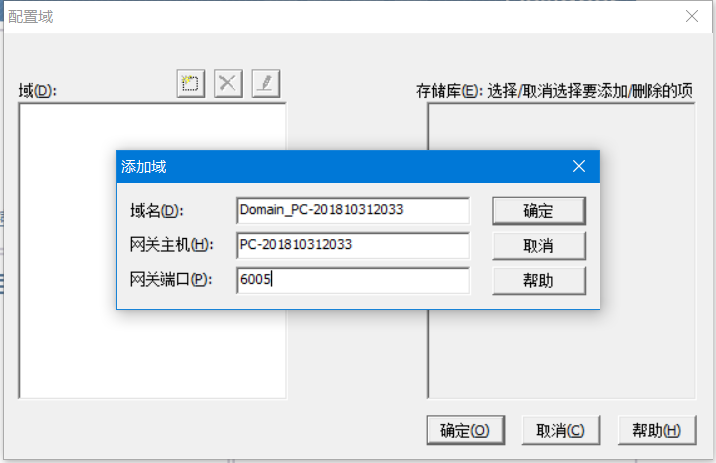 配置域
域(D):
存储库(E): 选择/取消选择要添加/删除的项
添加域
域名(D): Domain_PC-201810312033 确定
网关主机(H): PC-201810312033 取消
网关端口(P): 6005 帮助
确定(O) 取消(C) 帮助(H)